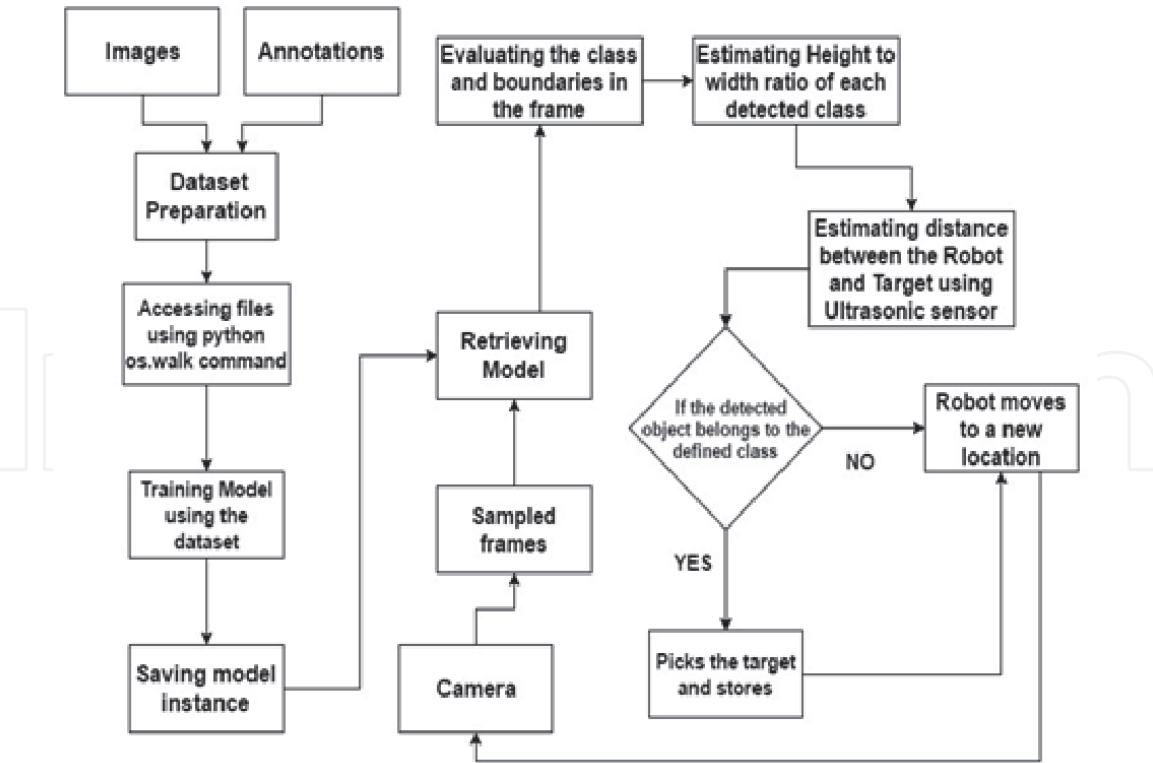 Images
Annotations
Dataset
Preparation
Accessing files
using python
os.walk command
Training Model
using the
dataset
Saving model
instance
Evaluating the class
and boundaries in
the frame
Retrieving
Model
Sampled
frames
Camera
Estimating Height to
width ratio of each
detected class
Estimating distance
between the Robot
and Target using
Ultrasonic sensor
If the detected
object belongs to the
defined class
NO
YES
Robot moves
to a new
location
Picks the target
and stores